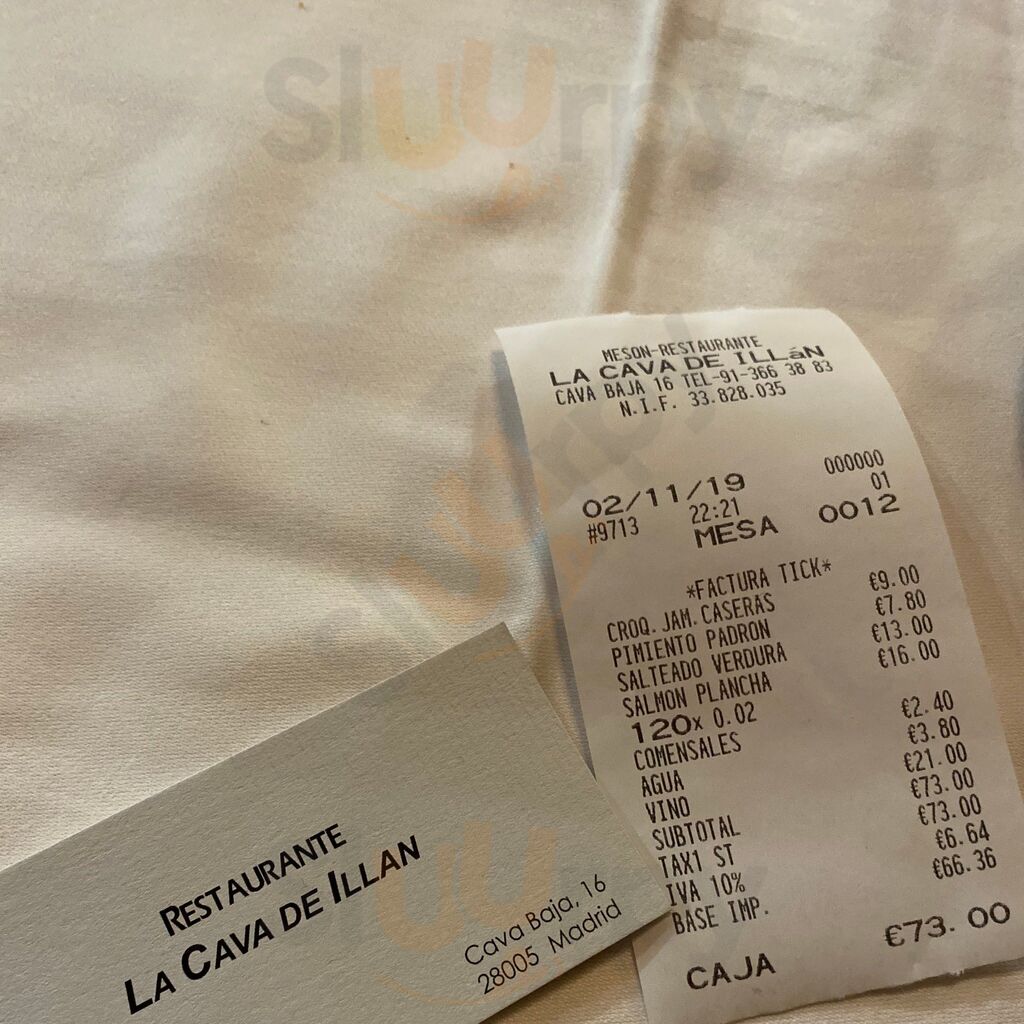 Sluurpy
MESON-RESTAURANTE
LA CAVA DE ILLáN
CAVA BAJA 16 TEL-91-366 38 83
N.I.F. 33.828.035
000000
02/11/19 01
#9713 22:21
MESA 0012
*FACTURA TICK*
CROQ.JAM.CASERAS €9.00
PIMIENTO PADRON €7.80
SALTEADO VERDURA €13.00
SALMON PLANCHA €16.00
120x 0.02
COMENSALES €2.40
AGUA €3.80
VINO €21.00
SUBTOTAL €73.00
TAX1 ST €73.00
IVA 10% €6.64
BASE IMP. €66.36
CAJA €73.00
RESTAURANTE
LA CAVA DE ILLAN
Cava Baja, 16
28005 Madrid